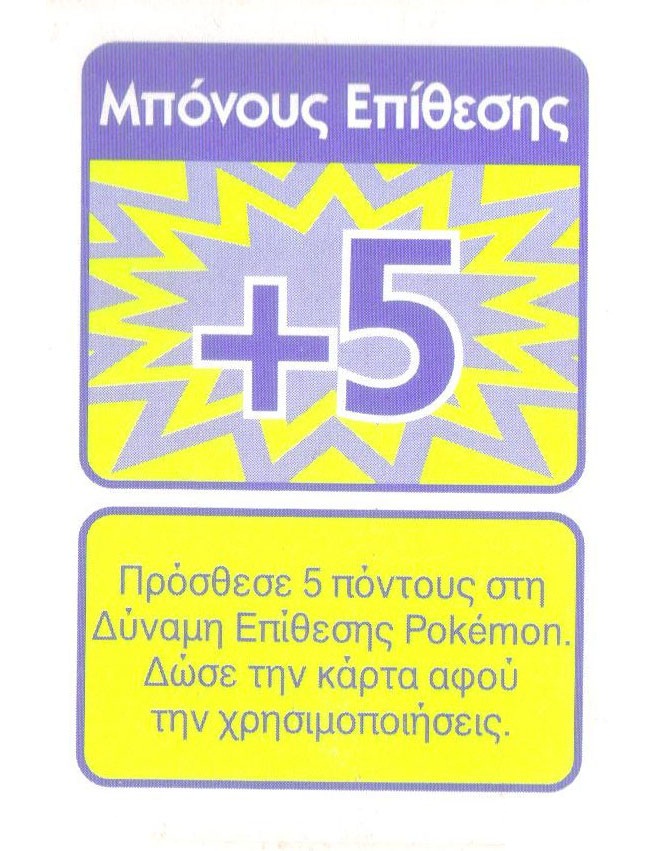 Μπόνους Επίθεσης
+5
Πρόσθεσε 5 πόντους στη
Δύναμη Επίθεσης Pokémon.
Δώσε την κάρτα αφού
την χρησιμοποιήσεις.